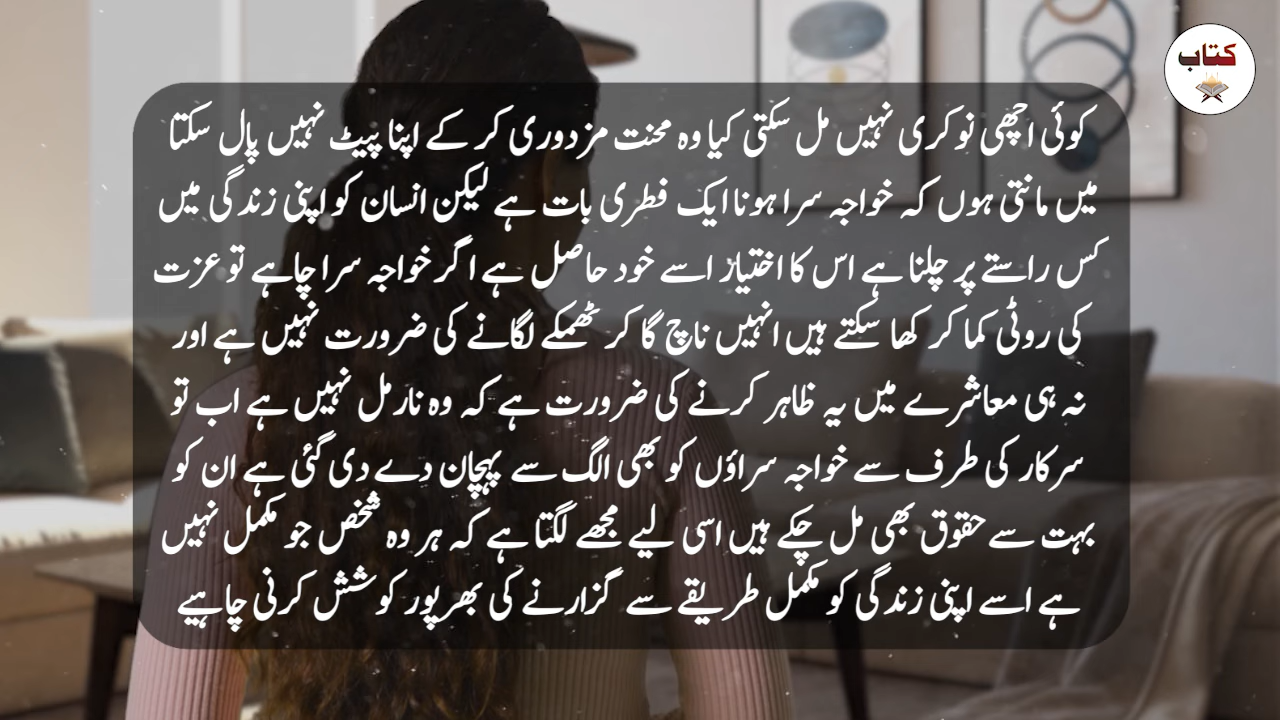 کتاب
کوئی اچھی نوکری نہیں مل سکتی کیا وہ محنت مزدوری کر کے اپنا پیٹ نہیں پال سکتا
میں مانتی ہوں کہ خواجہ سرا ہونا ایک فطری بات ہے لیکن انسان کو اپنی زندگی میں
کس راستے پر چلنا ہے اس کا اختیار اسے خود حاصل ہے اگر خواجہ سرا چاہے تو عزت
کی روٹی کما کر کھا سکتے ہیں انہیں ناچ گا کر ٹھمکے لگانے کی ضرورت نہیں ہے اور
نہ ہی معاشرے میں یہ ظاہر کرنے کی ضرورت ہے کہ وہ نارمل نہیں ہے اب تو
سرکار کی طرف سے خواجہ سراؤں کو بھی الگ سے پہچان دے دی گئی ہے ان کو
بہت سے حقوق بھی مل چکے ہیں اسی لیے مجھے لگتا ہے کہ ہر وہ شخص جو مکمل نہیں
ہے اسے اپنی زندگی کو مکمل طریقے سے گزارنے کی بھرپور کوشش کرنی چاہیے